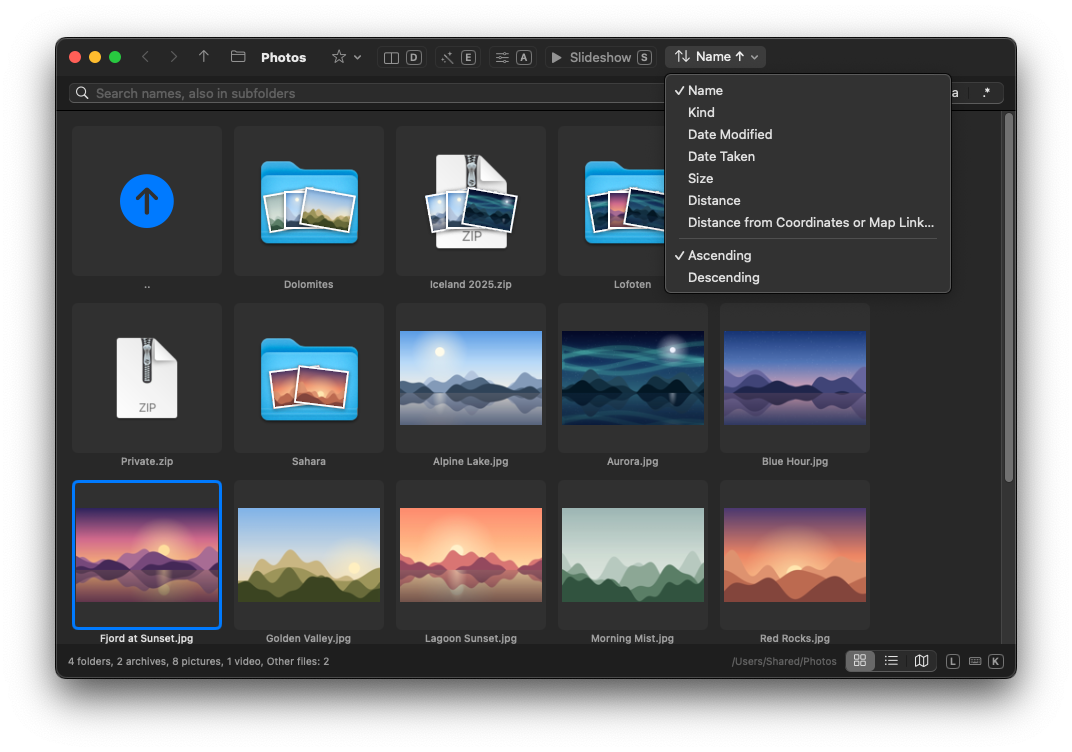 Photos
D
E
A
Slideshow S
Name
Search names, also in subfolders
a .*
Name
Kind
Date Modified
Date Taken
Size
Distance
Distance from Coordinates or Map Link...
Ascending
Descending
..
Dolomites
ZIP
Iceland 2025.zip
Lofoten
ZIP
Private.zip
Sahara
Alpine Lake.jpg
Aurora.jpg
Blue Hour.jpg
Fjord at Sunset.jpg
Golden Valley.jpg
Lagoon Sunset.jpg
Morning Mist.jpg
Red Rocks.jpg
4 folders, 2 archives, 8 pictures, 1 video, Other files: 2
/Users/Shared/Photos
L
K